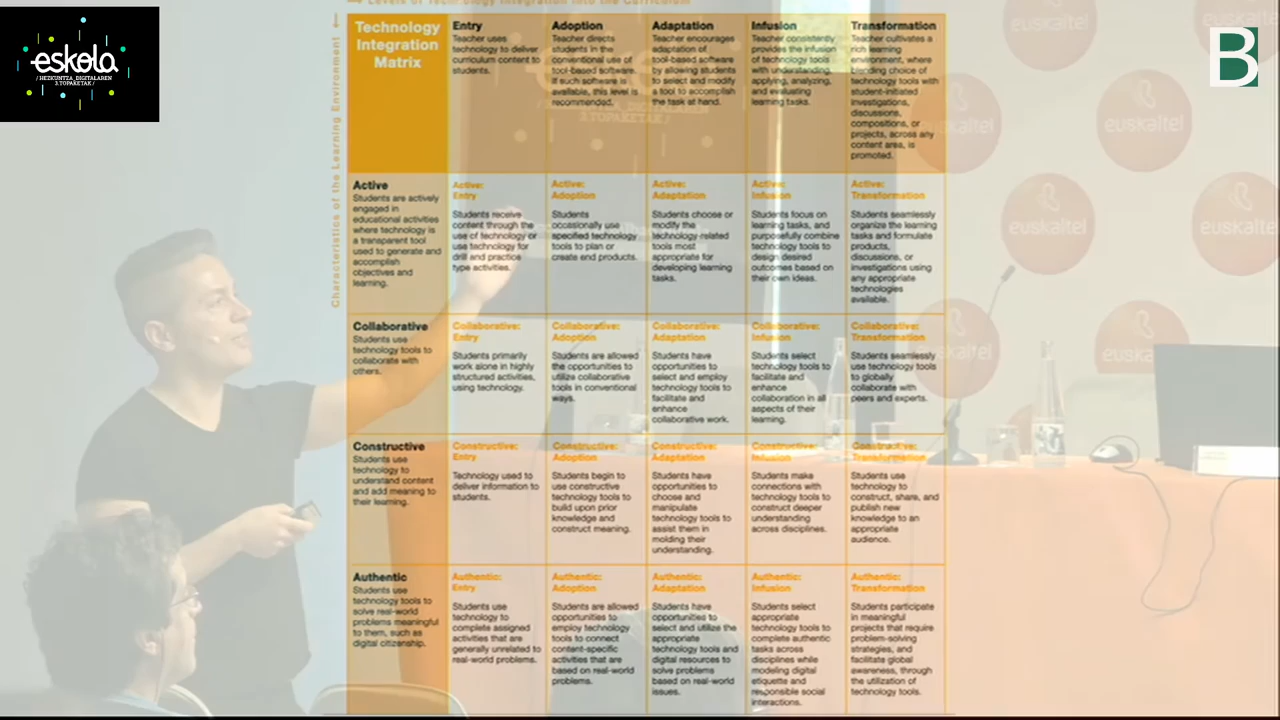 eskola
/ HEZKUNTZA_DIGITALAREN
3.TOPAKETAK /
B
Levels of Technology Integration into the Curriculum
Characteristics of the Learning Environment
Technology
Integration
Matrix
Entry
Teacher uses
technology to deliver
curriculum content to
students.
Adoption
Teacher directs
students in the
conventional use of
tool-based software.
If such software is
available, this level is
recommended.
Adaptation
Teacher encourages
adaptation of
tool-based software
by allowing students
to select and modify
a tool to accomplish
the task at hand.
Infusion
Teacher consistently
provides the infusion
of technology tools
with understanding,
applying, analyzing,
and evaluating
learning tasks.
Transformation
Teacher cultivates a
rich learning
environment, where
blending choice of
technology tools with
student-initiated
investigations,
discussions,
compositions, or
projects, across any
content area, is
promoted.
Active
Students are actively
engaged in
educational activities
where technology is
a transparent tool
used to generate and
accomplish
objectives and
learning.
Active:
Entry
Students receive
content through the
use of technology or
use technology for
drill and practice
type activities.
Active:
Adoption
Students
occasionally use
specified technology
tools to plan or
create end products.
Active:
Adaptation
Students choose or
modify the
technology-related
tools most
appropriate for
developing learning
tasks.
Active:
Infusion
Students focus on
learning tasks, and
purposefully combine
technology tools to
design desired
outcomes based on
their own ideas.
Active:
Transformation
Students seamlessly
organize the learning
tasks and formulate
products,
discussions, or
investigations using
any appropriate
technologies
available.
Collaborative
Students use
technology tools to
collaborate with
others.
Collaborative:
Entry
Students primarily
work alone in highly
structured activities,
using technology.
Collaborative:
Adoption
Students are allowed
the opportunities to
utilize collaborative
tools in conventional
ways.
Collaborative:
Adaptation
Students have
opportunities to
select and employ
technology tools to
facilitate and
enhance
collaborative work.
Collaborative:
Infusion
Students select
technology tools to
facilitate and
enhance
collaboration in all
aspects of their
learning.
Collaborative:
Transformation
Students seamlessly
use technology tools
to globally
collaborate with
peers and experts.
Constructive
Students use
technology to
understand content
and add meaning to
their learning.
Constructive:
Entry
Technology used to
deliver information to
students.
Constructive:
Adoption
Students begin to
use constructive
technology tools to
build upon prior
knowledge and
construct meaning.
Constructive:
Adaptation
Students have
opportunities to
choose and
manipulate
technology tools to
assist them in
molding their
understanding.
Constructive:
Infusion
Students make
connections with
technology tools to
construct deeper
understanding
across disciplines.
Constructive:
Transformation
Students use
technology to
construct, share, and
publish new
knowledge to an
appropriate
audience.
Authentic
Students use
technology tools to
solve real-world
problems meaningful
to them, such as
digital citizenship.
Authentic:
Entry
Students use
technology to
complete assigned
activities that are
generally unrelated to
real-world problems.
Authentic:
Adoption
Students are allowed
opportunities to
employ technology
tools to connect
content-specific
activities that are
based on real-world
problems.
Authentic:
Adaptation
Students have
opportunities to
select and utilize the
appropriate
technology tools and
digital resources to
solve problems
based on real-world
issues.
Authentic:
Infusion
Students select
appropriate
technology tools to
complete authentic
tasks across
disciplines while
modeling digital
etiquette and
responsible social
interactions.
Authentic:
Transformation
Students participate
in meaningful
projects that require
problem-solving
strategies, and
facilitate global
awareness, through
the utilization of
technology tools.
euskaltel
euskaltel
euskaltel
euskaltel
euskaltel